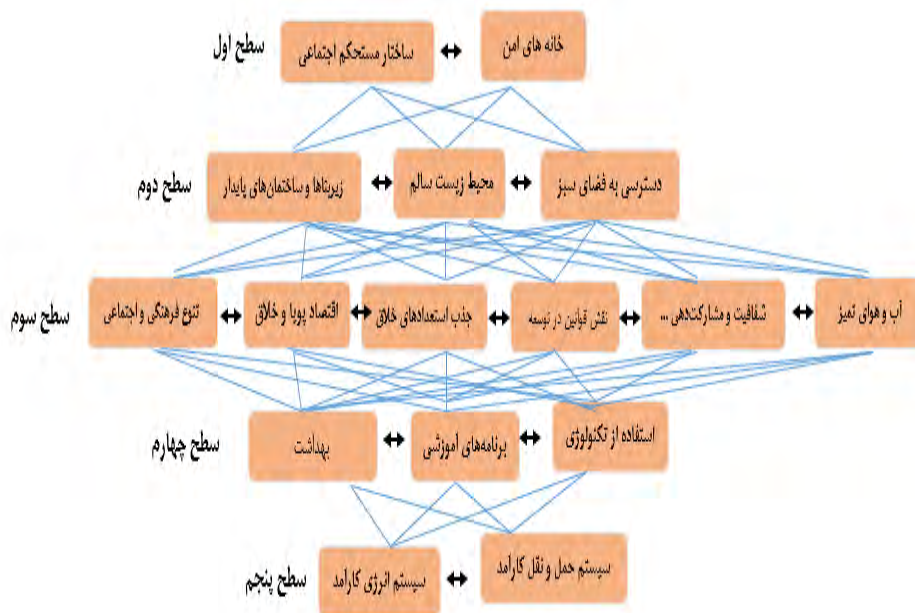 سطح اول
خانه های امن
ساختار مستحکم اجتماعی
سطح دوم
دسترسی به فضای سبز
محیط زیست سالم
زیربناها و ساختمان‌های پایدار
سطح سوم
آب و هوای تمیز
شفافیت و مشارکت‌دهی ...
نقش قوانین در توسعه
جذب استعدادهای خلاق
اقتصاد پویا و خلاق
تنوع فرهنگی و اجتماعی
سطح چهارم
استفاده از تکنولوژی
برنامه‌های آموزشی
بهداشت
سطح پنجم
سیستم حمل و نقل کارآمد
سیستم انرژی کارآمد